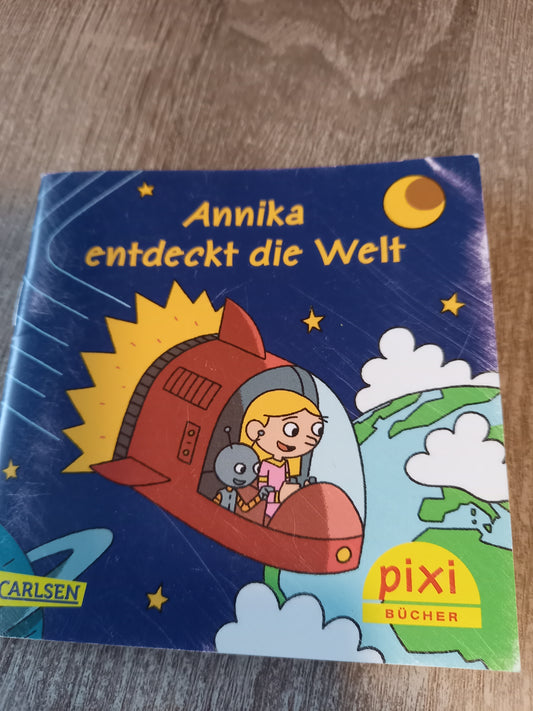 Annika
entdeckt die Welt
CARLSEN
pixi
BÜCHER